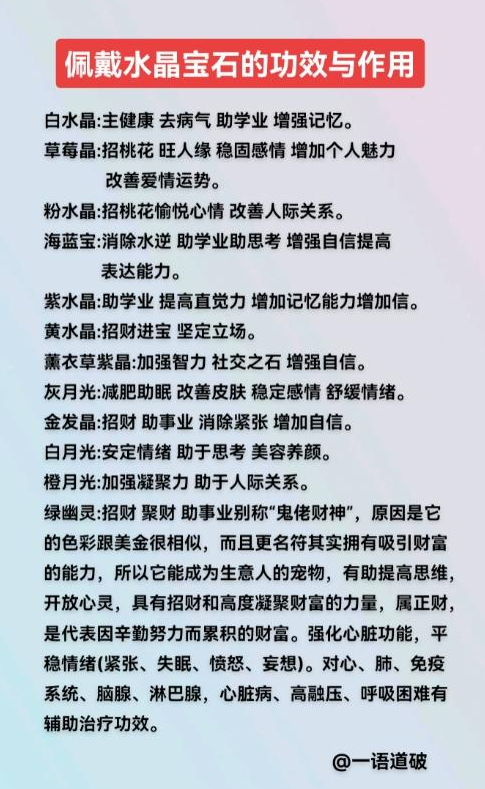 佩戴水晶宝石的功效与作用
白水晶:主健康 去病气 助学业 增强记忆。
草莓晶:招桃花 旺人缘 稳固感情 增加个人魅力
改善爱情运势。
粉水晶:招桃花愉悦心情 改善人际关系。
海蓝宝:消除水逆 助学业助思考 增强自信提高
表达能力。
紫水晶:助学业 提高直觉力 增加记忆能力增加信。
黄水晶:招财进宝 坚定立场。
薰衣草紫晶:加强智力 社交之石 增强自信。
灰月光:减肥助眠 改善皮肤 稳定感情 舒缓情绪。
金发晶:招财 助事业 消除紧张 增加自信。
白月光:安定情绪 助于思考 美容养颜。
橙月光:加强凝聚力 助于人际关系。
绿幽灵:招财 聚财 助事业别称“鬼佬财神”，原因是它
的色彩跟美金很相似，而且更名符其实拥有吸引财富
的能力，所以它能成为生意人的宠物，有助提高思维，
开放心灵，具有招财和高度凝聚财富的力量，属正财，
是代表因辛勤努力而累积的财富。强化心脏功能，平
稳情绪(紧张、失眠、愤怒、妄想)。对心、肺、免疫
系统、脑腺、淋巴腺，心脏病、高融压、呼吸困难有
辅助治疗功效。
@一语道破